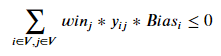 ∑ win_j * y_ij * Bias_i ≤ 0
i∈V,j∈V